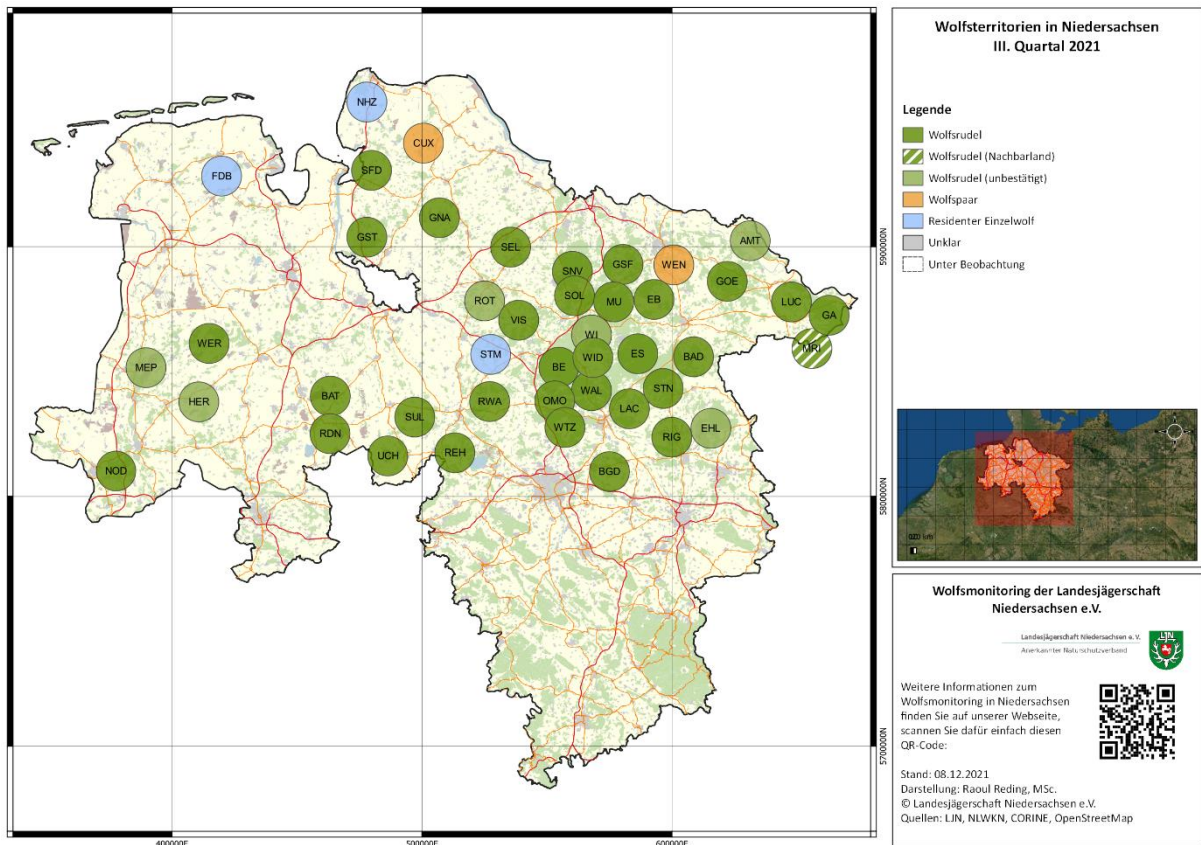 Wolfsterritorien in Niedersachsen
III. Quartal 2021
Legende
Wolfsrudel
Wolfsrudel (Nachbarland)
Wolfsrudel (unbestätigt)
Wolfspaar
Residenter Einzelwolf
Unklar
Unter Beobachtung
NHZ
CUX
SFD
FDB
GNA
GST
SEL
AMT
SNV
GSF
WEN
GOE
SOL
MU
EB
LUC
GA
ROT
VIS
WI
MRI
WER
STM
BE
WID
ES
BAD
MEP
HER
BAT
RWA
OMO
WAL
STN
SUL
LAC
RDN
WTZ
RIG
EHL
UCH
REH
NOD
BGD
5900000N
5800000N
5700000N
400000E
500000E
600000E
Wolfsmonitoring der Landesjägerschaft
Niedersachsen e.V.
Landesjägerschaft Niedersachsen e. V.
Anerkannter Naturschutzverband
LJN
Weitere Informationen zum
Wolfsmonitoring in Niedersachsen
finden Sie auf unserer Webseite,
scannen Sie dafür einfach diesen
QR-Code:
Stand: 08.12.2021
Darstellung: Raoul Reding, MSc.
© Landesjägerschaft Niedersachsen e.V.
Quellen: LJN, NLWKN, CORINE, OpenStreetMap